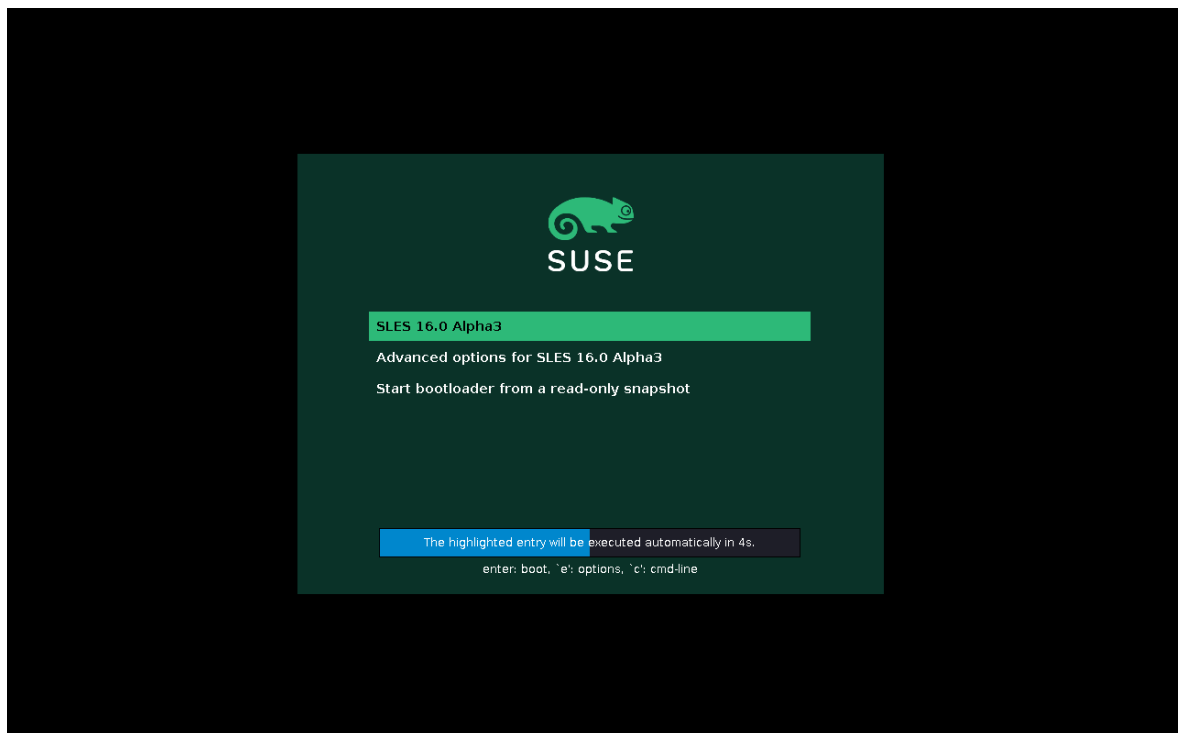 SUSE
SLES 16.0 Alpha3
Advanced options for SLES 16.0 Alpha3
Start bootloader from a read-only snapshot
The highlighted entry will be executed automatically in 4s.
enter: boot, `e': options, `c': cmd-line